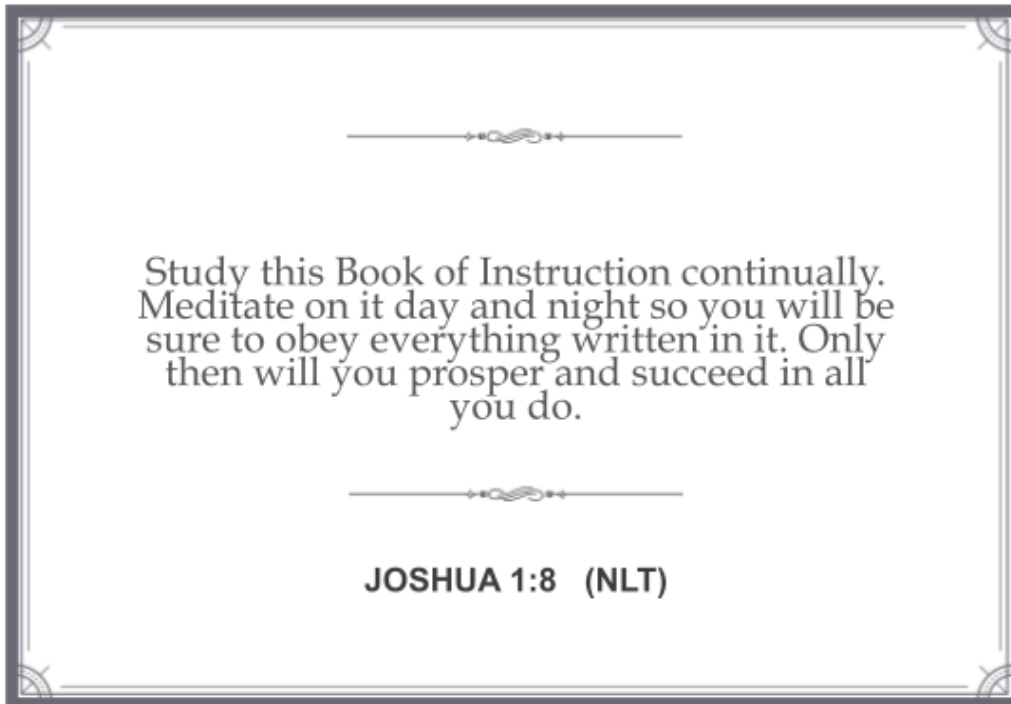 Study this Book of Instruction continually.
Meditate on it day and night so you will be
sure to obey everything written in it. Only
then will you prosper and succeed in all
you do.
JOSHUA 1:8 (NLT)